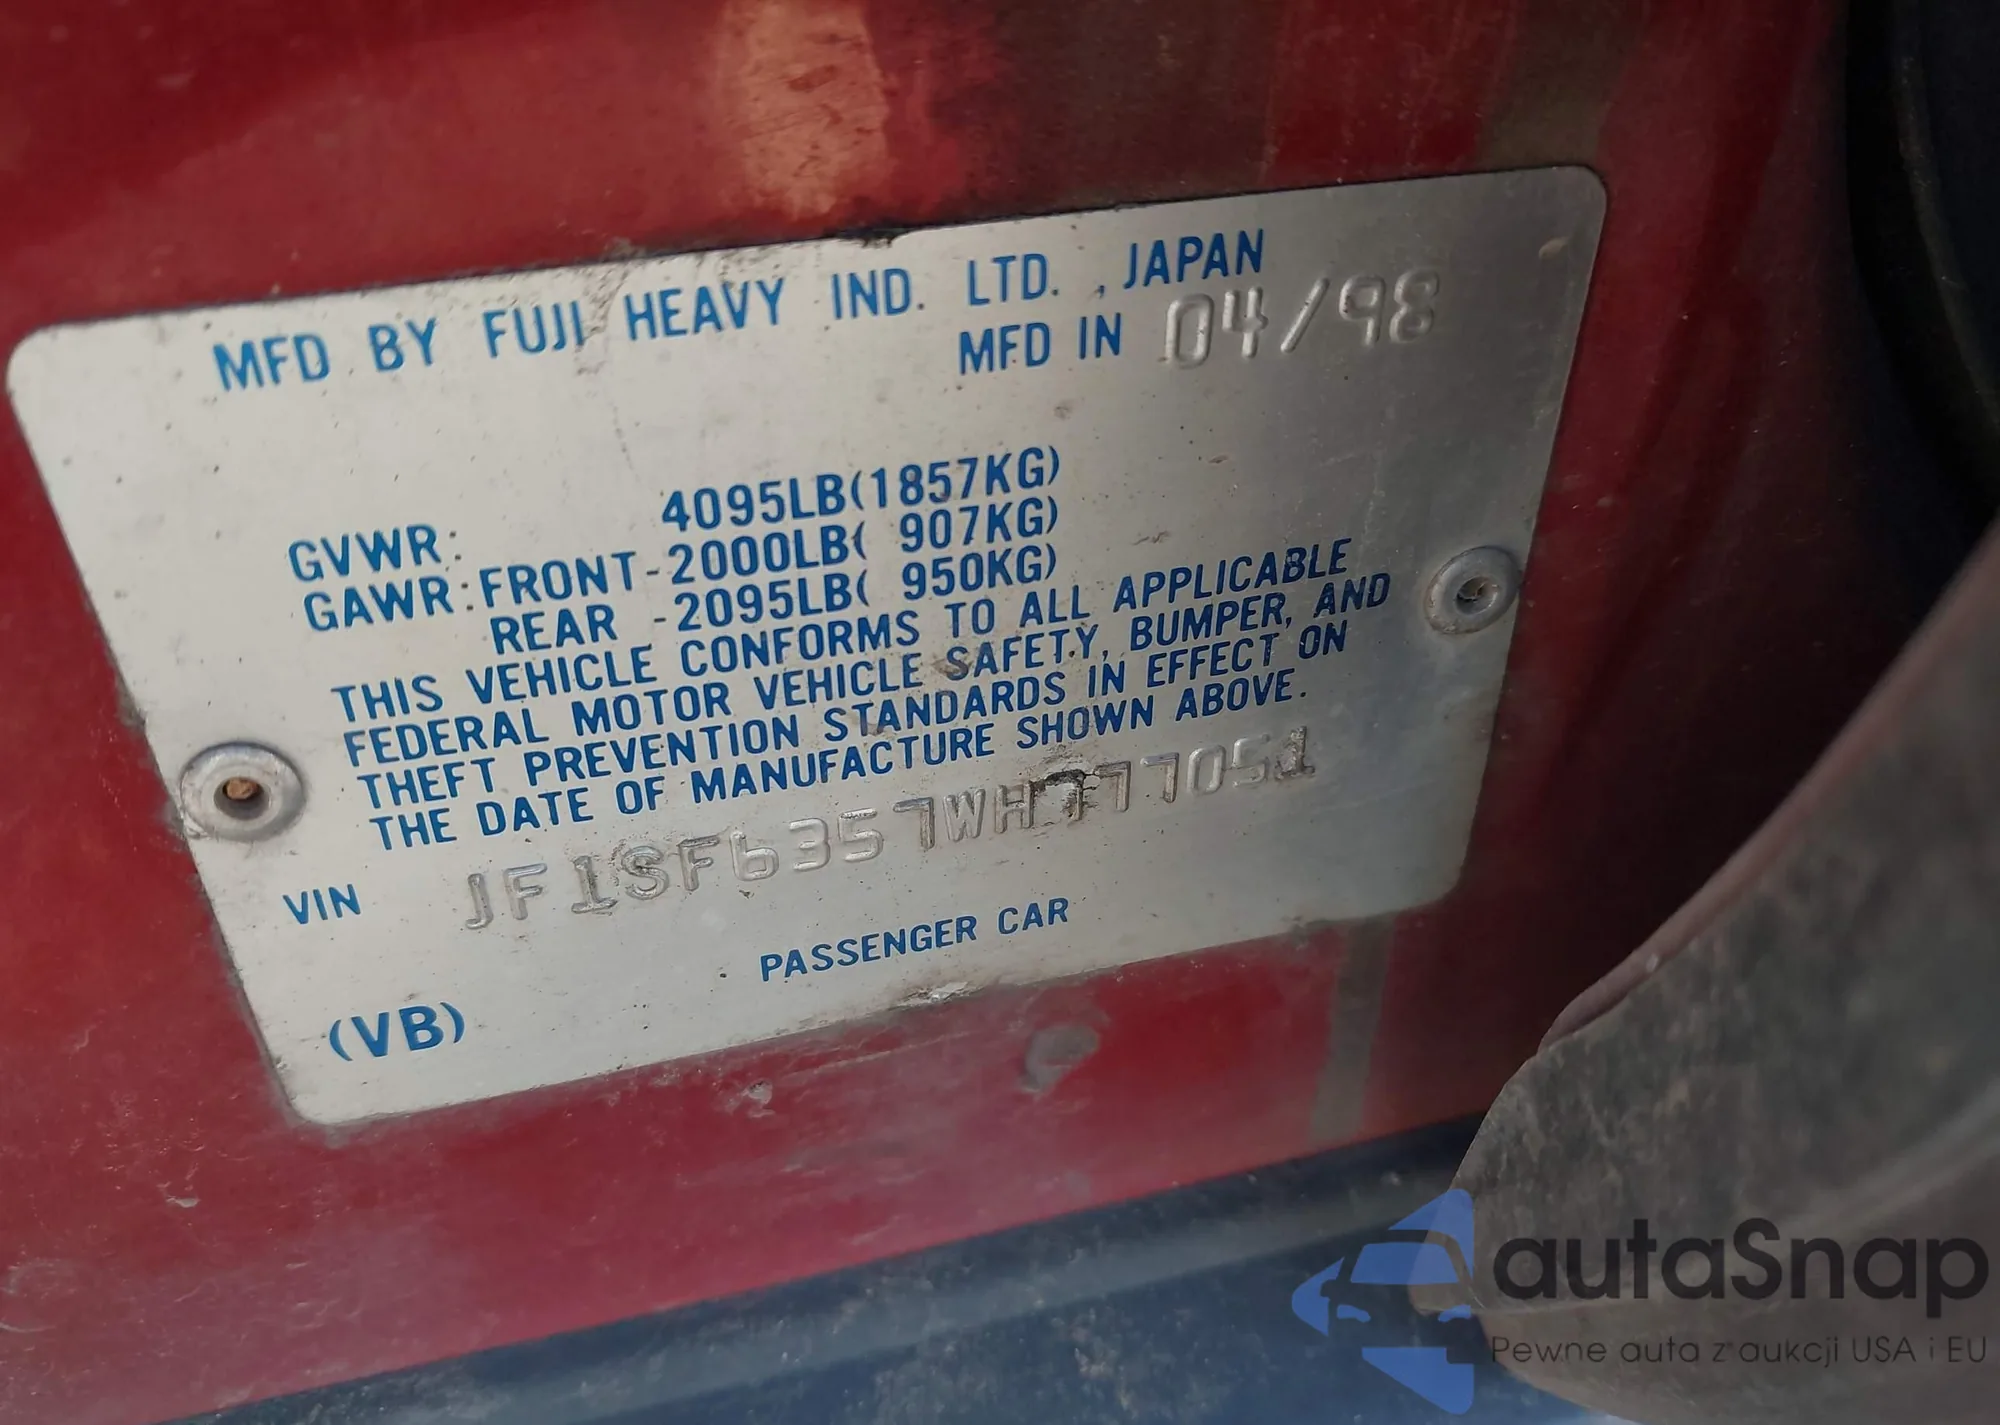 MFD BY FUJI HEAVY IND. LTD., JAPAN
MFD IN 04/98
GVWR: 4095LB(1857KG)
GAWR:FRONT-2000LB( 907KG)
REAR -2095LB( 950KG)
THIS VEHICLE CONFORMS TO ALL APPLICABLE
FEDERAL MOTOR VEHICLE SAFETY, BUMPER, AND
THEFT PREVENTION STANDARDS IN EFFECT ON
THE DATE OF MANUFACTURE SHOWN ABOVE.
VIN JF1SF6357WH777051
PASSENGER CAR
(VB)
autaSnap
Pewne auta z aukcji USA i EU